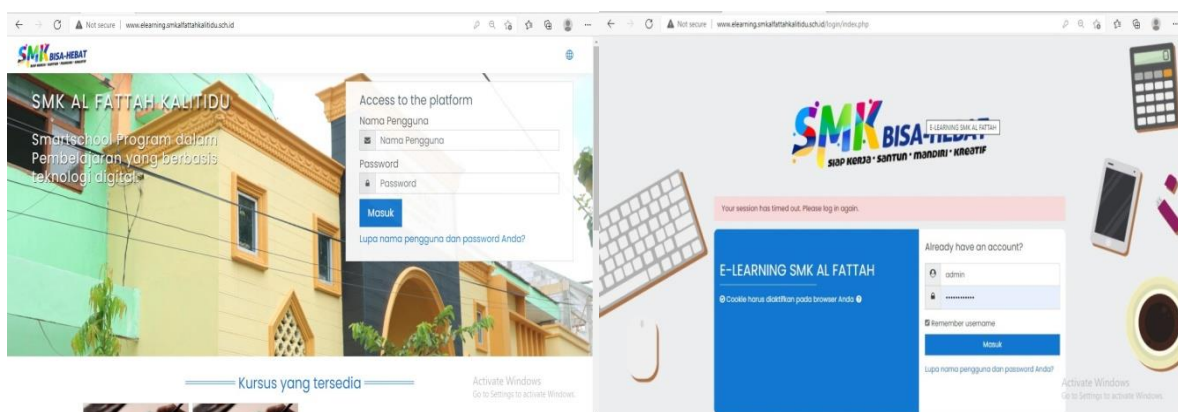 Not secure | www.elearning.smkalfattahkalitidu.sch.id
SMK BISA-HEBAT
SIAP KERJA • SANTUN • MANDIRI • KREATIF
SMK AL FATTAH KALITIDU
Smartschool Program dalam
Pembelajaran yang berbasis
teknologi digital.
Access to the platform
Nama Pengguna
Nama Pengguna
Password
Password
Masuk
Lupa nama pengguna dan password Anda?
Kursus yang tersedia
Activate Windows
Go to Settings to activate Windows.
Not secure | www.elearning.smkalfattahkalitidu.sch.id/login/index.php
SMK BISA-HEBAT
E-LEARNING SMK AL FATTAH
SIAP KERJA • SANTUN • MANDIRI • KREATIF
Your session has timed out. Please log in again.
E-LEARNING SMK AL FATTAH
Cookie harus diaktifkan pada browser Anda
Already have an account?
admin
Remember username
Masuk
Lupa nama pengguna dan password Anda?
Activate Windows
Go to Settings to activate Windows.